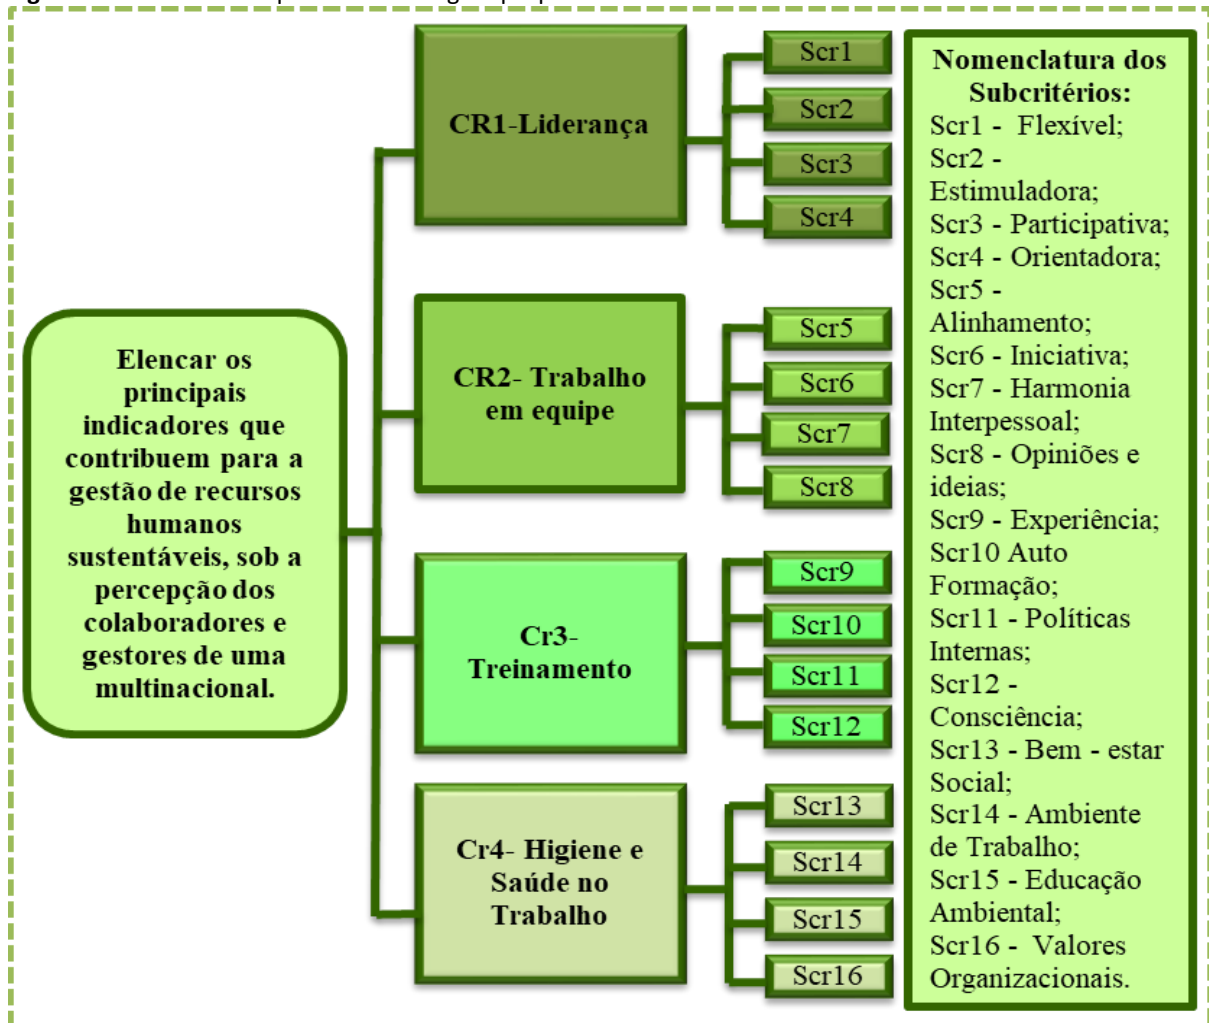 Elencar os
principais
indicadores que
contribuem para a
gestão de recursos
humanos
sustentáveis, sob a
percepção dos
colaboradores e
gestores de uma
multinacional.
CR1-Liderança
Scr1
Scr2
Scr3
Scr4
CR2- Trabalho
em equipe
Scr5
Scr6
Scr7
Scr8
Cr3-
Treinamento
Scr9
Scr10
Scr11
Scr12
Cr4- Higiene e
Saúde no
Trabalho
Scr13
Scr14
Scr15
Scr16
Nomenclatura dos
Subcritérios:
Scr1 - Flexível;
Scr2 -
Estimuladora;
Scr3 - Participativa;
Scr4 - Orientadora;
Scr5 -
Alinhamento;
Scr6 - Iniciativa;
Scr7 - Harmonia
Interpessoal;
Scr8 - Opiniões e
ideias;
Scr9 - Experiência;
Scr10 Auto
Formação;
Scr11 - Políticas
Internas;
Scr12 -
Consciência;
Scr13 - Bem - estar
Social;
Scr14 - Ambiente
de Trabalho;
Scr15 - Educação
Ambiental;
Scr16 - Valores
Organizacionais.